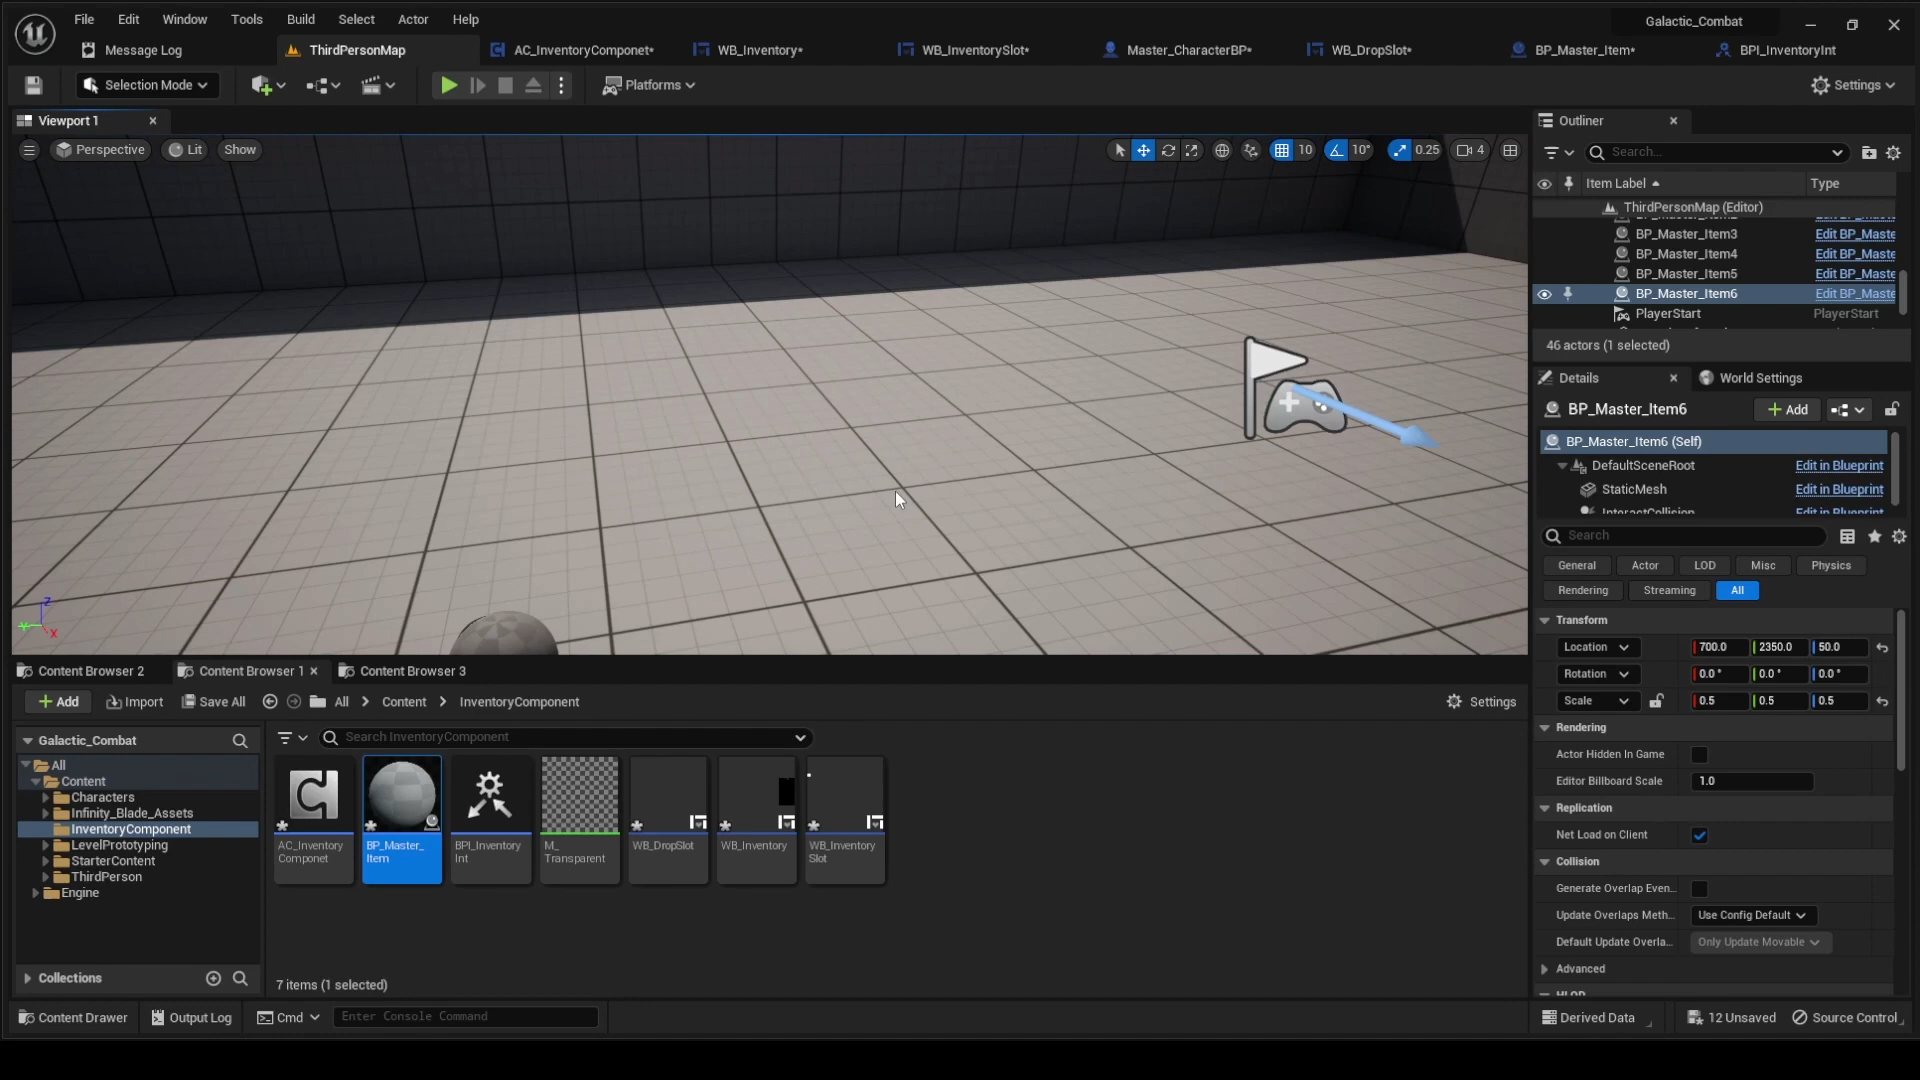 File Edit Window Tools Build Select Actor Help Galactic_Combat
Message Log ThirdPersonMap AC_InventoryComponet* WB_Inventory* WB_InventorySlot* Master_CharacterBP* WB_DropSlot* BP_Master_Item* BPI_InventoryInt
Selection Mode Platforms Settings
Viewport 1 Outliner
Perspective Lit Show 10 10° 0.25 4 Search...
Item Label Type
ThirdPersonMap (Editor)
BP_Master_Item3 Edit BP_Maste
BP_Master_Item4 Edit BP_Maste
BP_Master_Item5 Edit BP_Maste
BP_Master_Item6 Edit BP_Maste
PlayerStart PlayerStart
46 actors (1 selected)
Details World Settings
BP_Master_Item6 Add
BP_Master_Item6 (Self)
DefaultSceneRoot Edit in Blueprint
StaticMesh Edit in Blueprint
InteractCollision Edit in Blueprint
Search
General Actor LOD Misc Physics
Rendering Streaming All
Transform
Location 700.0 2350.0 50.0
Rotation 0.0 ° 0.0 ° 0.0 °
Scale 0.5 0.5 0.5
Rendering
Actor Hidden In Game
Editor Billboard Scale 1.0
Replication
Net Load on Client
Collision
Generate Overlap Even...
Update Overlaps Meth... Use Config Default
Default Update Overla... Only Update Movable
Advanced
HLOD
Z
Y
X
Content Browser 2 Content Browser 1 Content Browser 3
Add Import Save All All Content InventoryComponent Settings
Galactic_Combat Search InventoryComponent
All
Content
Characters
Infinity_Blade_Assets
InventoryComponent
LevelPrototyping
StarterContent
ThirdPerson
Engine
Collections
AC_Inventory
Componet
BP_Master_
Item
BPI_Inventory
Int
M_
Transparent
WB_DropSlot
WB_Inventory
WB_Inventory
Slot
7 items (1 selected)
Content Drawer Output Log Cmd Enter Console Command Derived Data 12 Unsaved Source Control